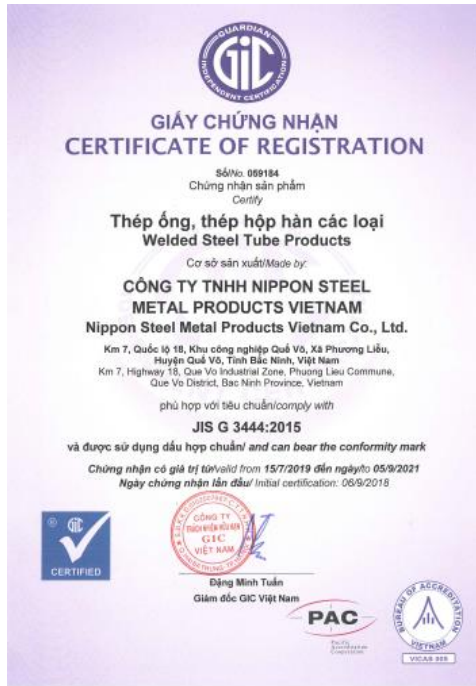 GUARDIAN
GIC
INDEPENDENT CERTIFICATION
GIẤY CHỨNG NHẬN
CERTIFICATE OF REGISTRATION
Số/No. 059184
Chứng nhận sản phẩm
Certify
Thép ống, thép hộp hàn các loại
Welded Steel Tube Products
Cơ sở sản xuất/Made by:
CÔNG TY TNHH NIPPON STEEL
METAL PRODUCTS VIETNAM
Nippon Steel Metal Products Vietnam Co., Ltd.
Km 7, Quốc lộ 18, Khu công nghiệp Quế Võ, Xã Phương Liễu,
Huyện Quế Võ, Tỉnh Bắc Ninh, Việt Nam
Km 7, Highway 18, Que Vo Industrial Zone, Phuong Lieu Commune,
Que Vo District, Bac Ninh Province, Vietnam
phù hợp với tiêu chuẩn/comply with
JIS G 3444:2015
và được sử dụng dấu hợp chuẩn/ and can bear the conformity mark
Chứng nhận có giá trị từ/valid from 15/7/2019 đến ngày/to 05/9/2021
Ngày chứng nhận lần đầu/ Initial certification: 06/9/2018
® GIC
CERTIFIED
CÔNG TY
TRÁCH NHIỆM HỮU HẠN
GIC
VIỆT NAM
Đặng Minh Tuấn
Giám đốc GIC Việt Nam
PAC
Pacific
Accreditation
Cooperation
BUREAU OF ACCREDITATION
VIETNAM
VICAS